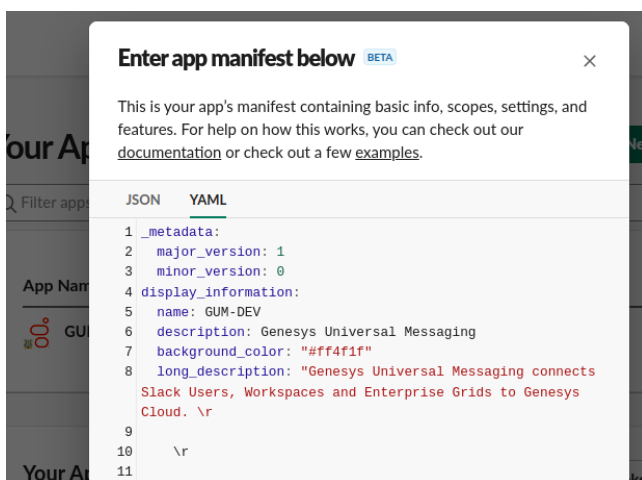 Enter app manifest below BETA
This is your app's manifest containing basic info, scopes, settings, and
features. For help on how this works, you can check out our
documentation or check out a few examples.
our Ap
Ne
Filter apps
JSON YAML
1 _metadata:
2 major_version: 1
3 minor_version: 0
4 display_information:
5 name: GUM-DEV
6 description: Genesys Universal Messaging
7 background_color: "#ff4f1f"
8 long_description: "Genesys Universal Messaging connects
Slack Users, Workspaces and Enterprise Grids to Genesys
Cloud. \r
9
10 \r
11
App Nam
GU
Your Ap